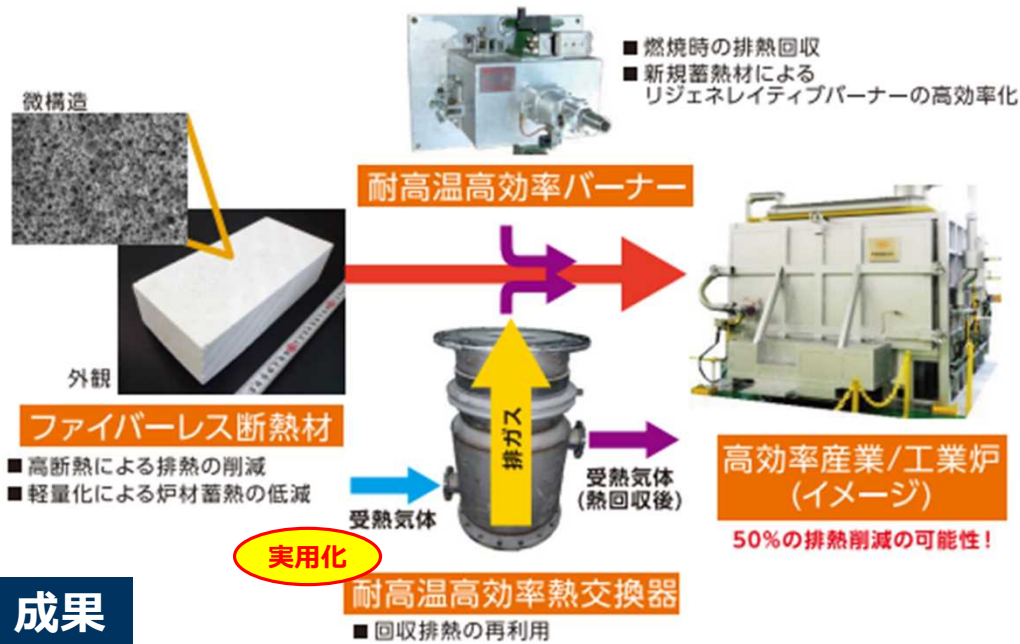 ■ 燃焼時の排熱回収
■ 新規蓄熱材による
リジェネレイティブバーナーの高効率化
微構造
耐高温高効率バーナー
外観
ファイバーレス断熱材
■ 高断熱による排熱の削減
■ 軽量化による炉材蓄熱の低減
排ガス
受熱気体
受熱気体
(熱回収後)
高効率産業/工業炉
(イメージ)
50%の排熱削減の可能性!
実用化
耐高温高効率熱交換器
■ 回収排熱の再利用
成果